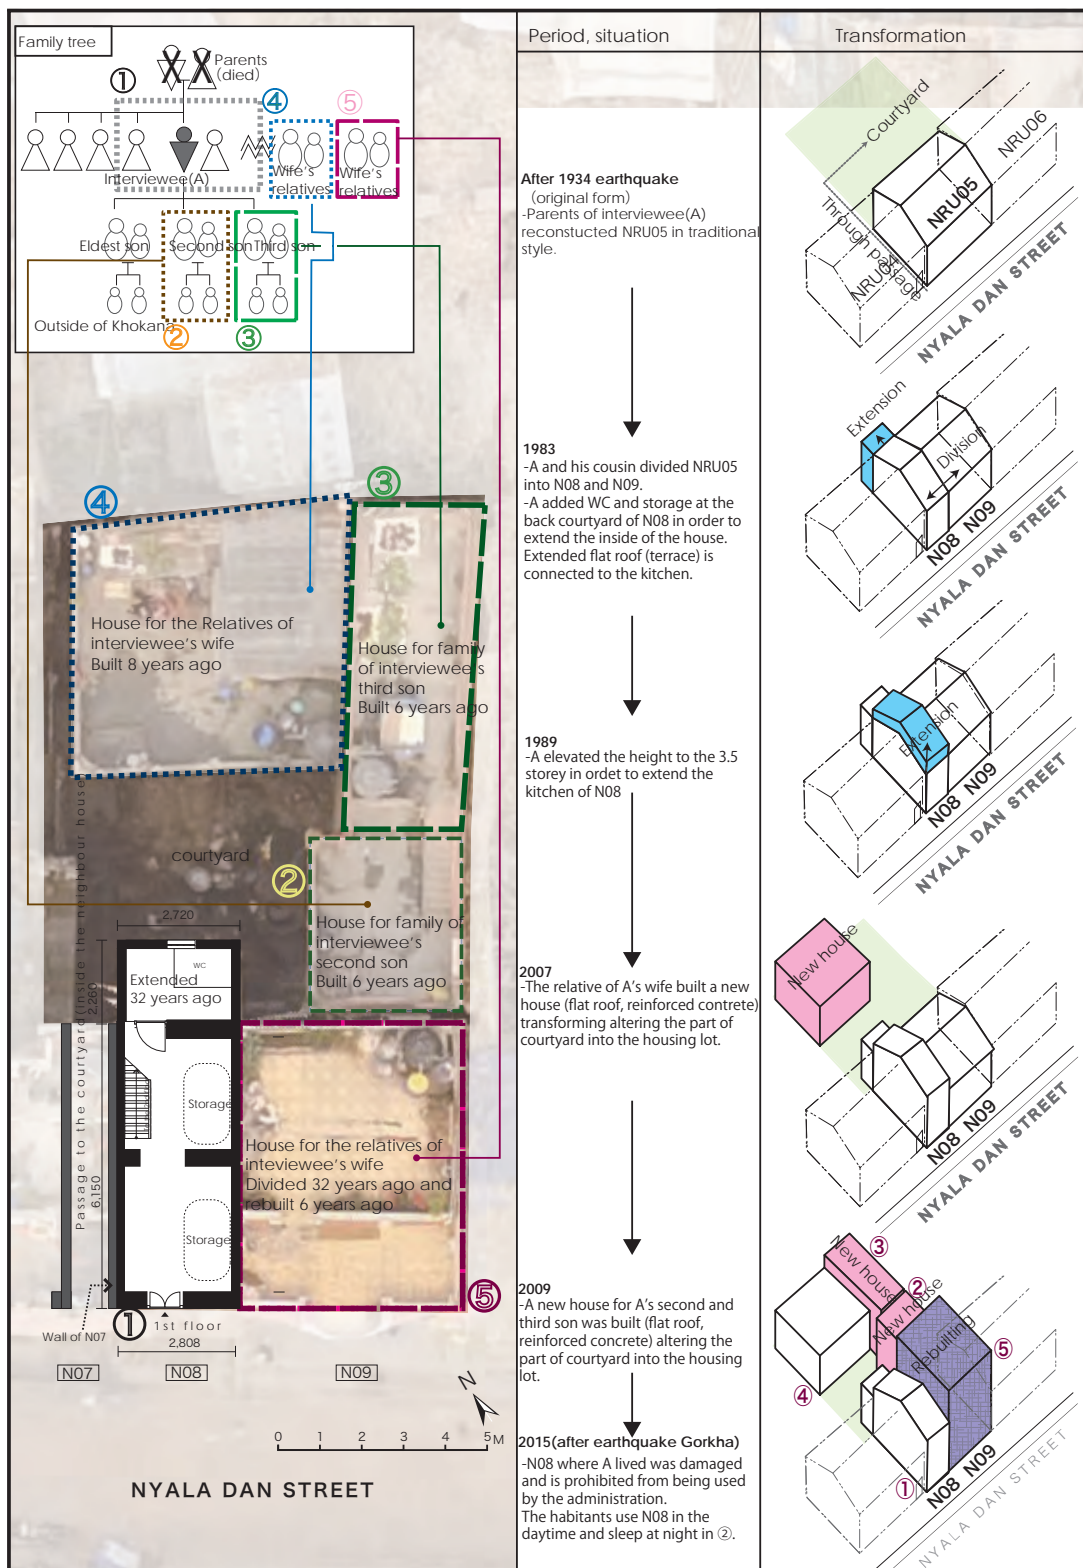 Family tree
Parents
(died)
①
④
⑤
Interviewee(A)
Wife's
relatives
Wife's
relatives
Eldest son
Second son
Third son
Outside of Khokana
②
③
④
③
House for the Relatives of
interviewee's wife
Built 8 years ago
House for family
of interviewee's
third son
Built 6 years ago
courtyard
②
House for family of
interviewee's
second son
Built 6 years ago
2,720
2,260
6,150
WC
Extended
32 years ago
Passage to the courtyard (Inside the neighbour house)
Storage
Storage
House for the relatives of
inteviewee's wife
Divided 32 years ago and
rebuilt 6 years ago
⑤
①
1st floor
2,808
Wall of N07
N07
N08
N09
N
0 1 2 3 4 5M
NYALA DAN STREET
Period, situation
After 1934 earthquake
(original form)
-Parents of interviewee(A)
reconstucted NRU05 in traditional
style.
1983
-A and his cousin divided NRU05
into N08 and N09.
-A added WC and storage at the
back courtyard of N08 in order to
extend the inside of the house.
Extended flat roof (terrace) is
connected to the kitchen.
1989
-A elevated the height to the 3.5
storey in ordet to extend the
kitchen of N08
2007
-The relative of A's wife built a new
house (flat roof, reinforced contrete)
transforming altering the part of
courtyard into the housing lot.
2009
-A new house for A's second and
third son was built (flat roof,
reinforced concrete) altering the
part of courtyard into the housing
lot.
2015(after earthquake Gorkha)
-N08 where A lived was damaged
and is prohibited from being used
by the administration.
The habitants use N08 in the
daytime and sleep at night in ②.
Transformation
Courtyard
NRU06
NRU05
Through passage
NRU04
NYALA DAN STREET
Extension
Division
N08 N09
NYALA DAN STREET
Extension
N08 N09
NYALA DAN STREET
New house
N08 N09
NYALA DAN STREET
③
New house
②
New house
Rebuilting
⑤
④
①
N08 N09
NYALA DAN STREET